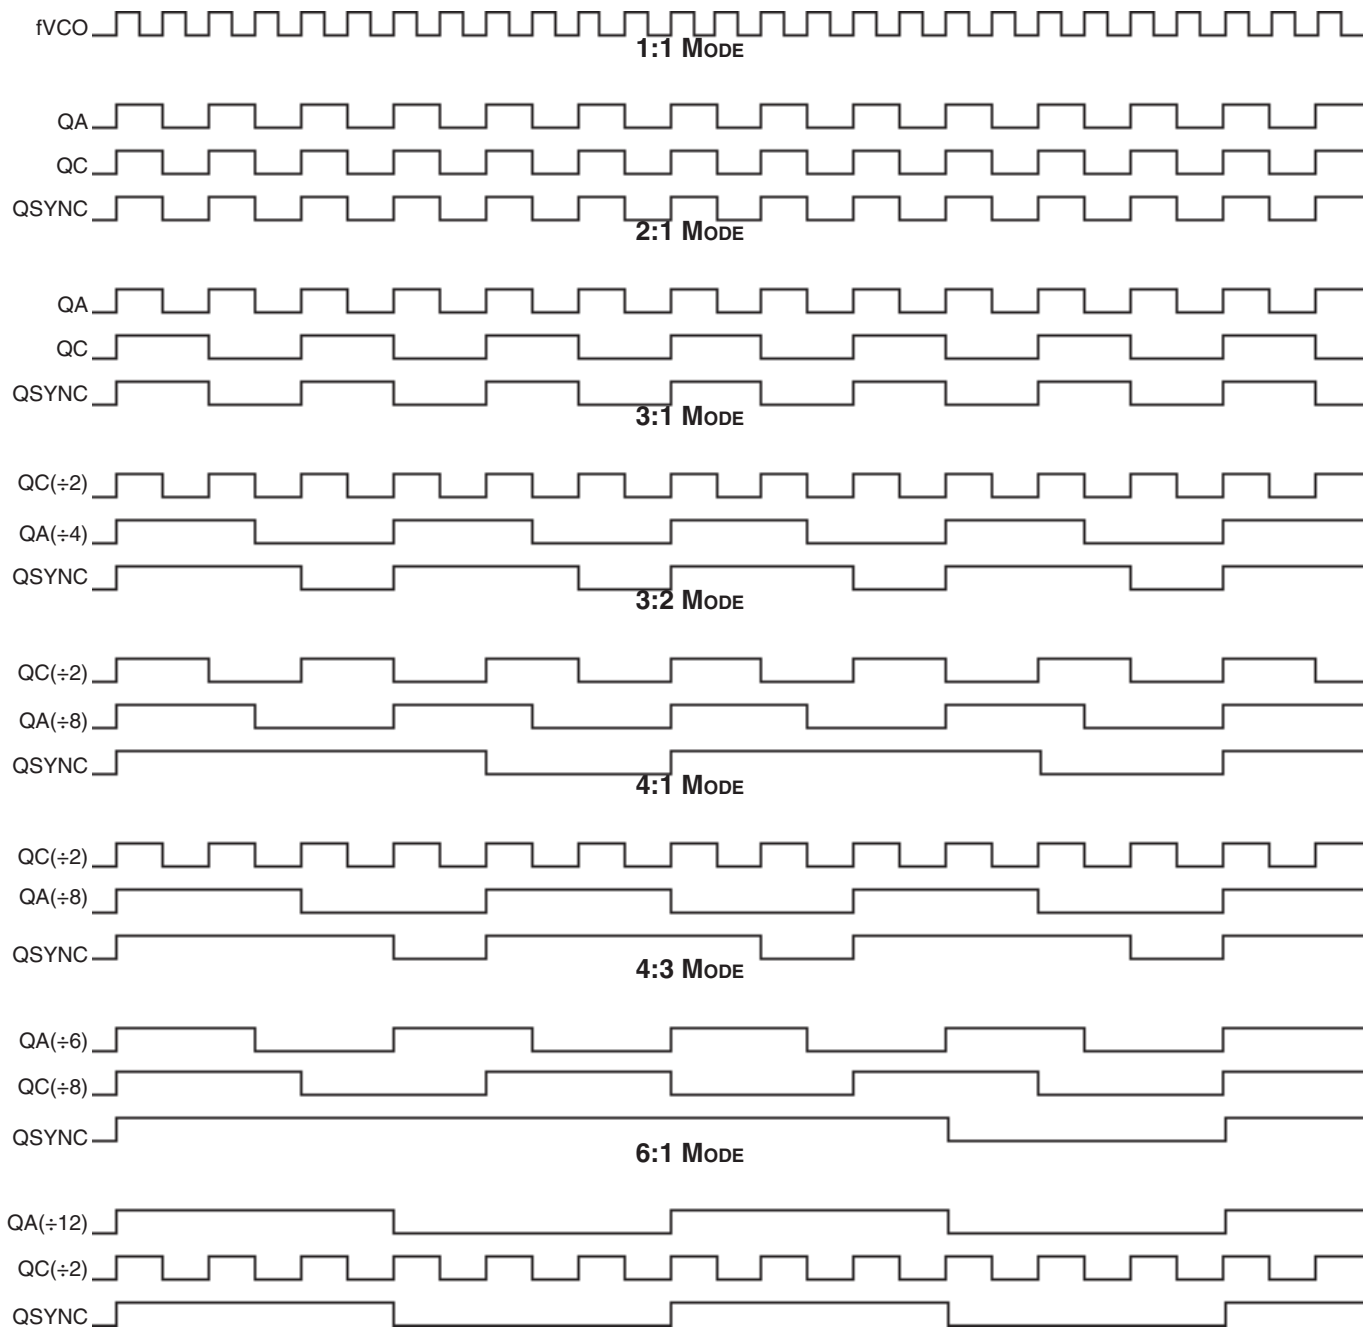 fVCO
1:1 MODE
QA
QC
QSYNC
2:1 MODE
QA
QC
QSYNC
3:1 MODE
QC(÷2)
QA(÷4)
QSYNC
3:2 MODE
QC(÷2)
QA(÷8)
QSYNC
4:1 MODE
QC(÷2)
QA(÷8)
QSYNC
4:3 MODE
QA(÷6)
QC(÷8)
QSYNC
6:1 MODE
QA(÷12)
QC(÷2)
QSYNC